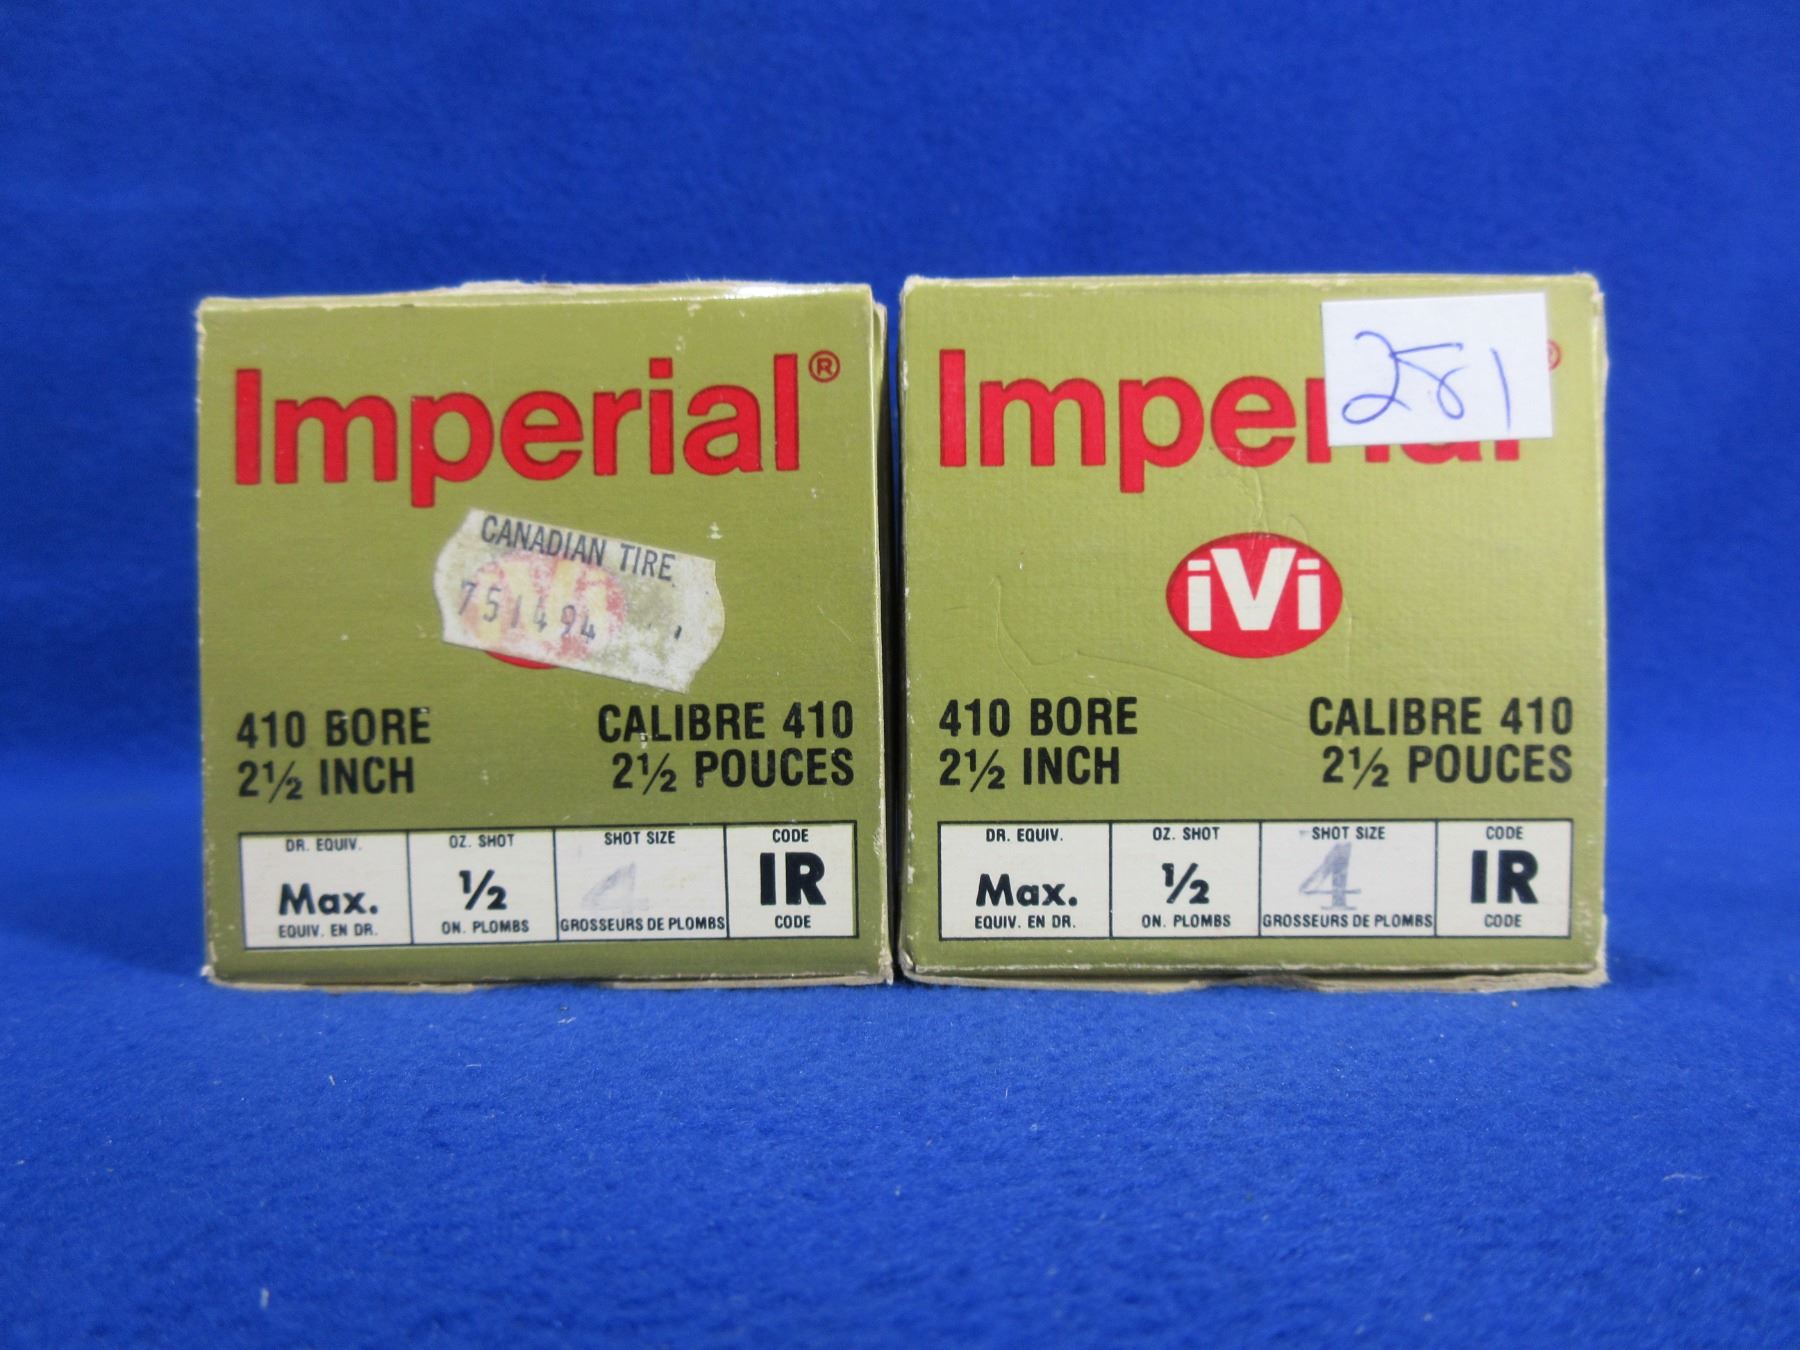 Imperial®
CANADIAN TIRE
751494
410 BORE
2½ INCH
CALIBRE 410
2½ POUCES
DR. EQUIV.
Max.
EQUIV. EN DR.
OZ. SHOT
½
ON. PLOMBS
SHOT SIZE
4
GROSSEURS DE PLOMBS
CODE
IR
CODE
Imperial®
281
iVi
410 BORE
2½ INCH
CALIBRE 410
2½ POUCES
DR. EQUIV.
Max.
EQUIV. EN DR.
OZ. SHOT
½
ON. PLOMBS
SHOT SIZE
4
GROSSEURS DE PLOMBS
CODE
IR
CODE